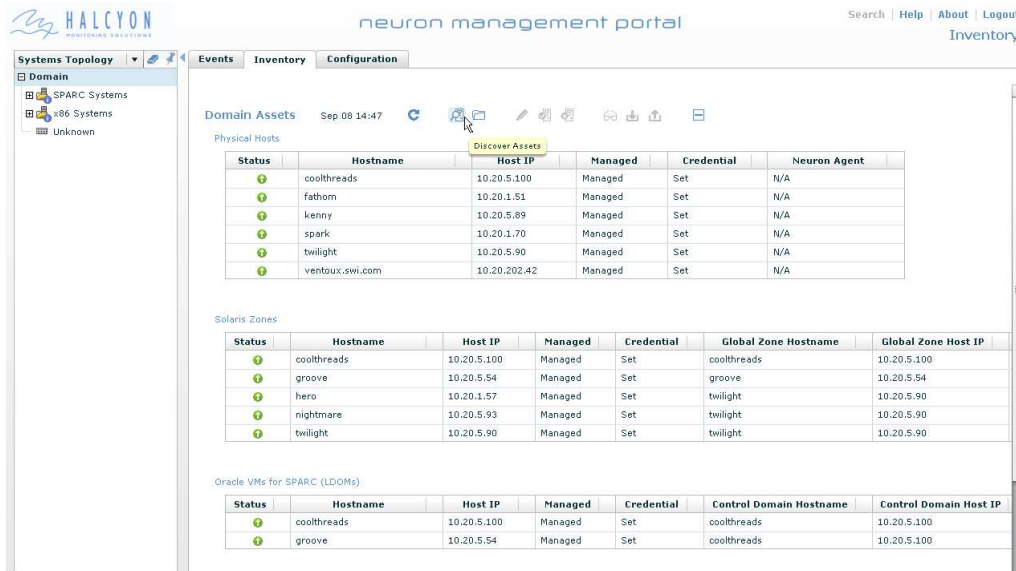 HALCYON
MONITORING SOLUTIONS
neuron management portal
Search | Help | About | Logout
Inventory
Systems Topology
Events Inventory Configuration
Domain
SPARC Systems
x86 Systems
Unknown
Domain Assets Sep 08 14:47
Discover Assets
Physical Hosts
Status Hostname Host IP Managed Credential Neuron Agent
coolthreads 10.20.5.100 Managed Set N/A
fathom 10.20.1.51 Managed Set N/A
kenny 10.20.5.89 Managed Set N/A
spark 10.20.1.70 Managed Set N/A
twilight 10.20.5.90 Managed Set N/A
ventoux.swi.com 10.20.202.42 Managed Set N/A
Solaris Zones
Status Hostname Host IP Managed Credential Global Zone Hostname Global Zone Host IP
coolthreads 10.20.5.100 Managed Set coolthreads 10.20.5.100
groove 10.20.5.54 Managed Set groove 10.20.5.54
hero 10.20.1.57 Managed Set twilight 10.20.5.90
nightmare 10.20.5.93 Managed Set twilight 10.20.5.90
twilight 10.20.5.90 Managed Set twilight 10.20.5.90
Oracle VMs for SPARC (LDOMs)
Status Hostname Host IP Managed Credential Control Domain Hostname Control Domain Host IP
coolthreads 10.20.5.100 Managed Set coolthreads 10.20.5.100
groove 10.20.5.54 Managed Set coolthreads 10.20.5.100